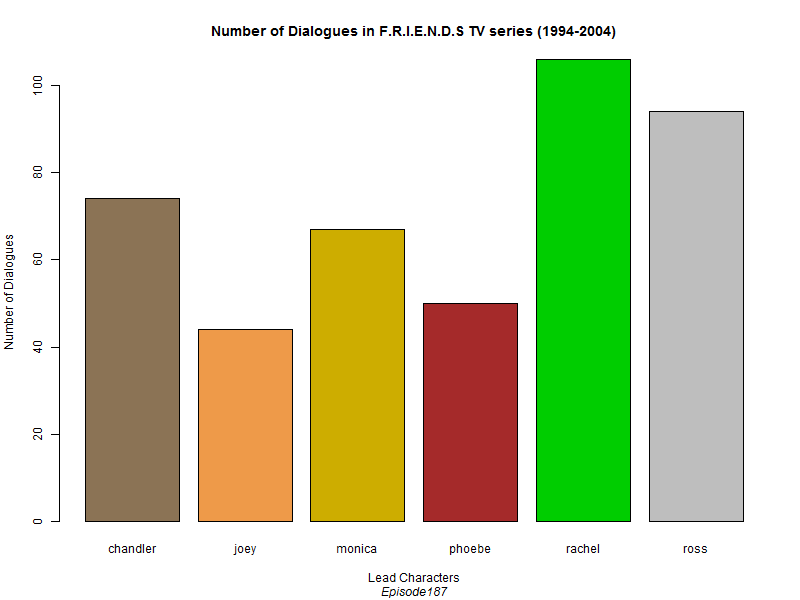 Number of Dialogues in F.R.I.E.N.D.S TV series (1994-2004)
Number of Dialogues
100
80
60
40
20
0
chandler joey monica phoebe rachel ross
Lead Characters
Episode187